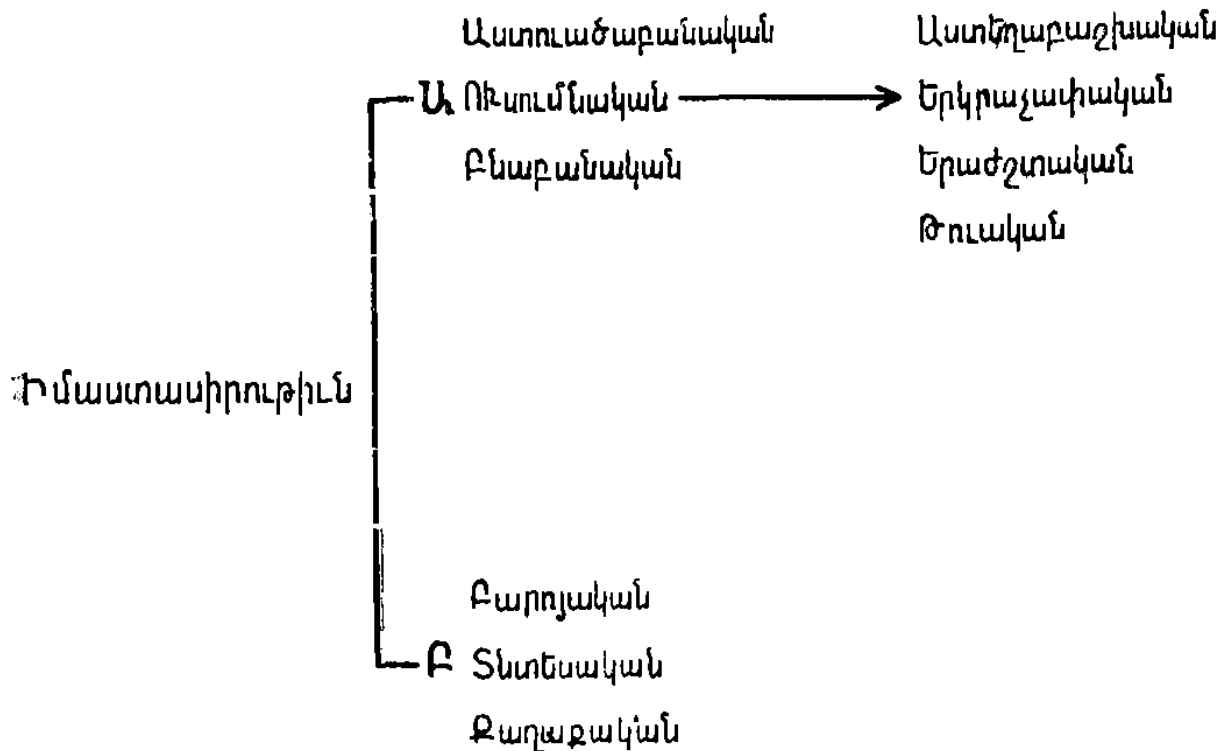 Աստուածաբանական Աստեղաբաշխական
Ա Ուսումնական Երկրաչափական
Բնաբանական Երաժշտական
Թուական
Իմաստասիրութիւն
Բարոյական
Բ Տնտեսական
Քաղաքական